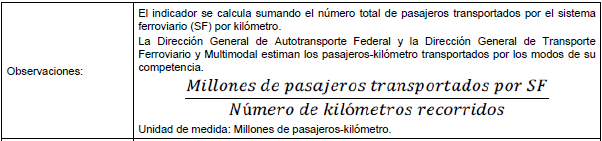 El indicador se calcula sumando el número total de pasajeros transportados por el sistema
ferroviario (SF) por kilómetro.
La Dirección General de Autotransporte Federal y la Dirección General de Transporte
Ferroviario y Multimodal estiman los pasajeros-kilómetro transportados por los modos de su
competencia.
Observaciones:
Millones de pasajeros transportados por SF
Número de kilómetros recorridos
Unidad de medida: Millones de pasajeros-kilómetro.